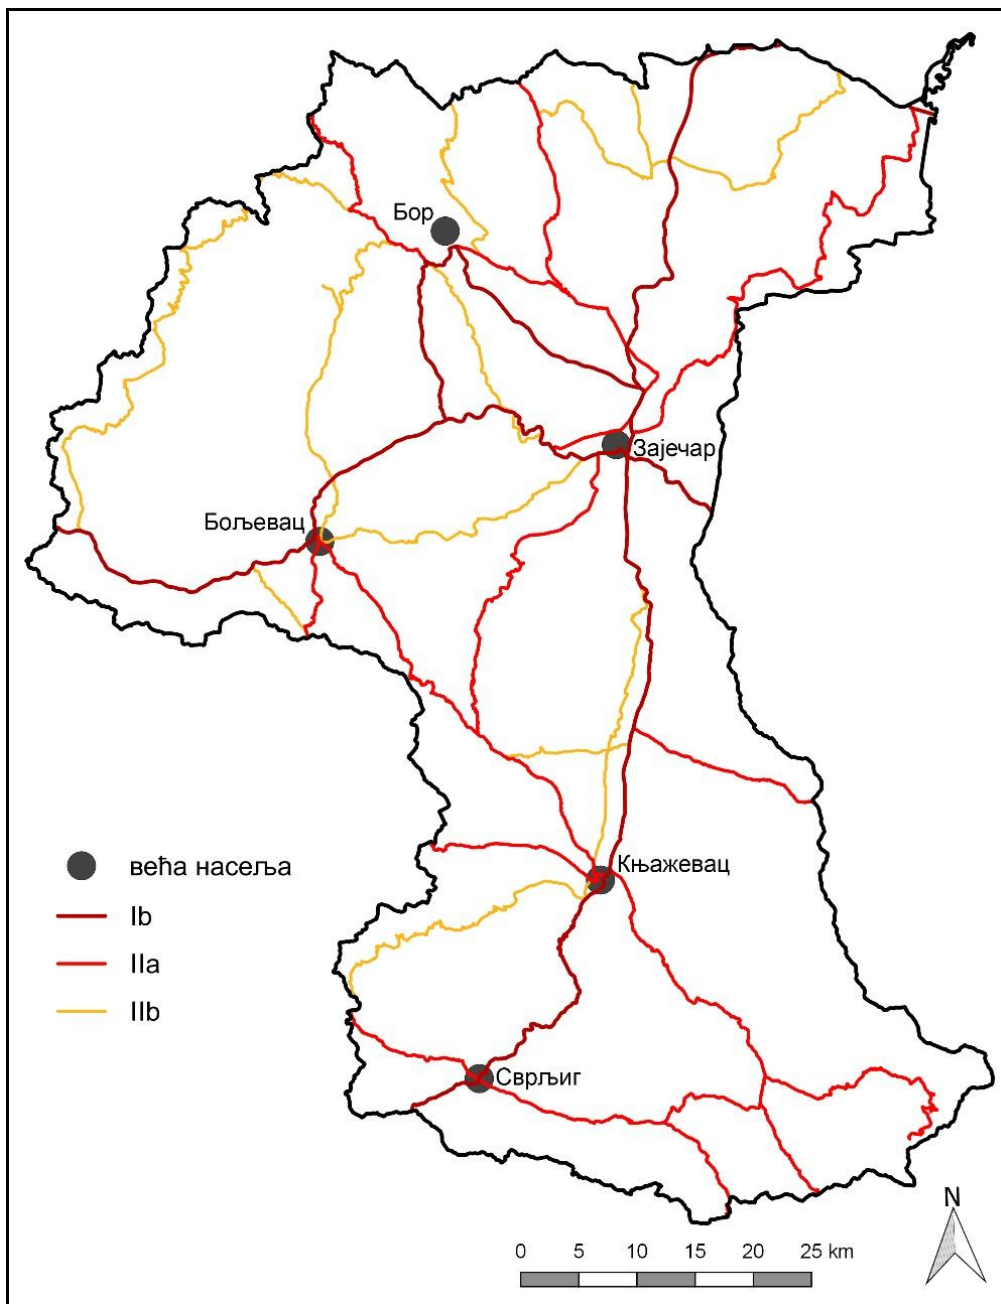 Бор
Зајечар
Бољевац
Књажевац
већа насеља
Ib
IIa
IIb
Сврљиг
N
0 5 10 15 20 25 km